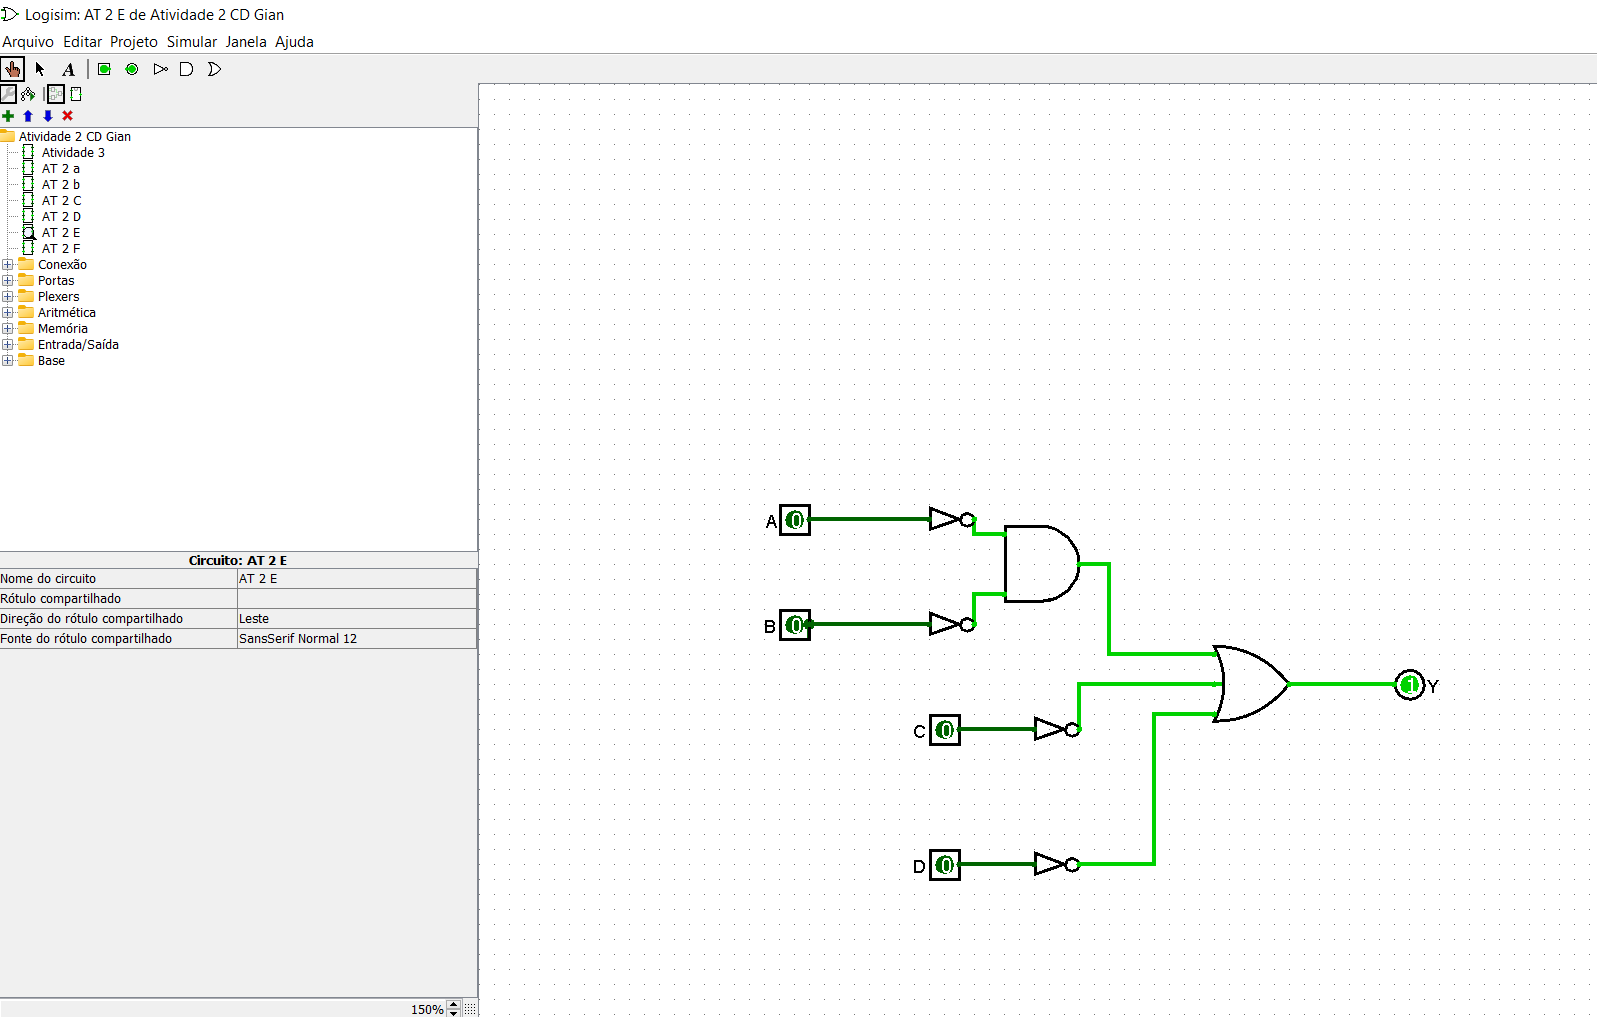 Logisim: AT 2 E de Atividade 2 CD Gian
Arquivo Editar Projeto Simular Janela Ajuda
A
Atividade 2 CD Gian
Atividade 3
AT 2 a
AT 2 b
AT 2 C
AT 2 D
AT 2 E
AT 2 F
Conexão
Portas
Plexers
Aritmética
Memória
Entrada/Saída
Base
Circuito: AT 2 E
Nome do circuito AT 2 E
Rótulo compartilhado
Direção do rótulo compartilhado Leste
Fonte do rótulo compartilhado SansSerif Normal 12
150%
A 0
B 0
C 0
D 0
1 Y